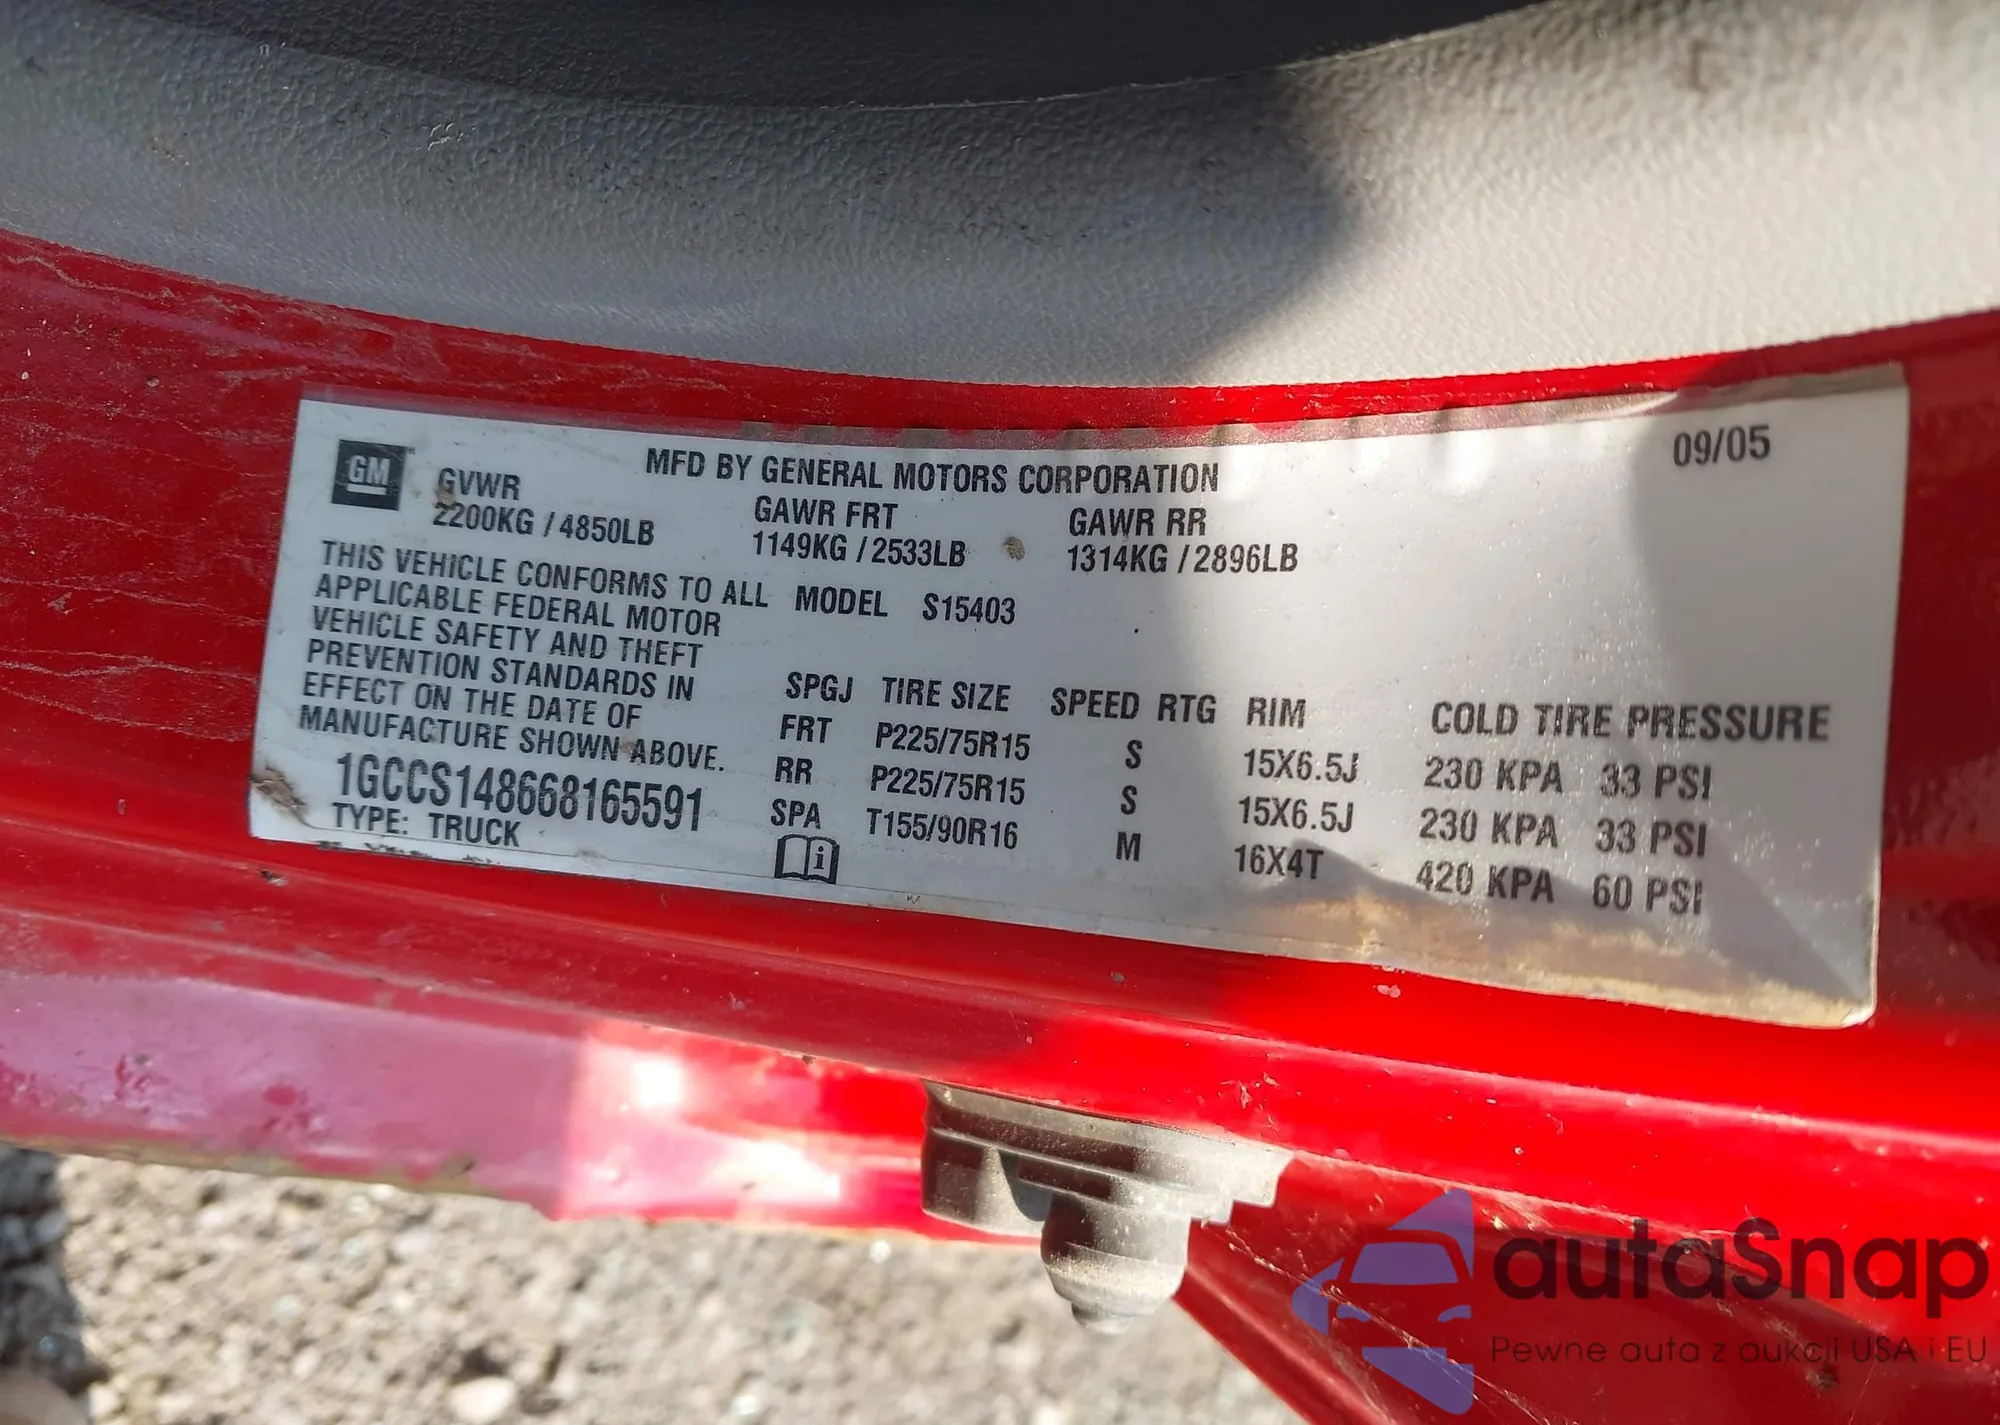 09/05
GM
MFD BY GENERAL MOTORS CORPORATION
GVWR GAWR FRT GAWR RR
2200KG / 4850LB 1149KG / 2533LB 1314KG / 2896LB
THIS VEHICLE CONFORMS TO ALL
APPLICABLE FEDERAL MOTOR
VEHICLE SAFETY AND THEFT
PREVENTION STANDARDS IN
EFFECT ON THE DATE OF
MANUFACTURE SHOWN ABOVE.
1GCCS148668165591
TYPE: TRUCK
MODEL S15403
SPGJ TIRE SIZE SPEED RTG RIM COLD TIRE PRESSURE
FRT P225/75R15 S 15X6.5J 230 KPA 33 PSI
RR P225/75R15 S 15X6.5J 230 KPA 33 PSI
SPA T155/90R16 M 16X4T 420 KPA 60 PSI
i
autaSnap
Pewne auta z aukcji USA i EU